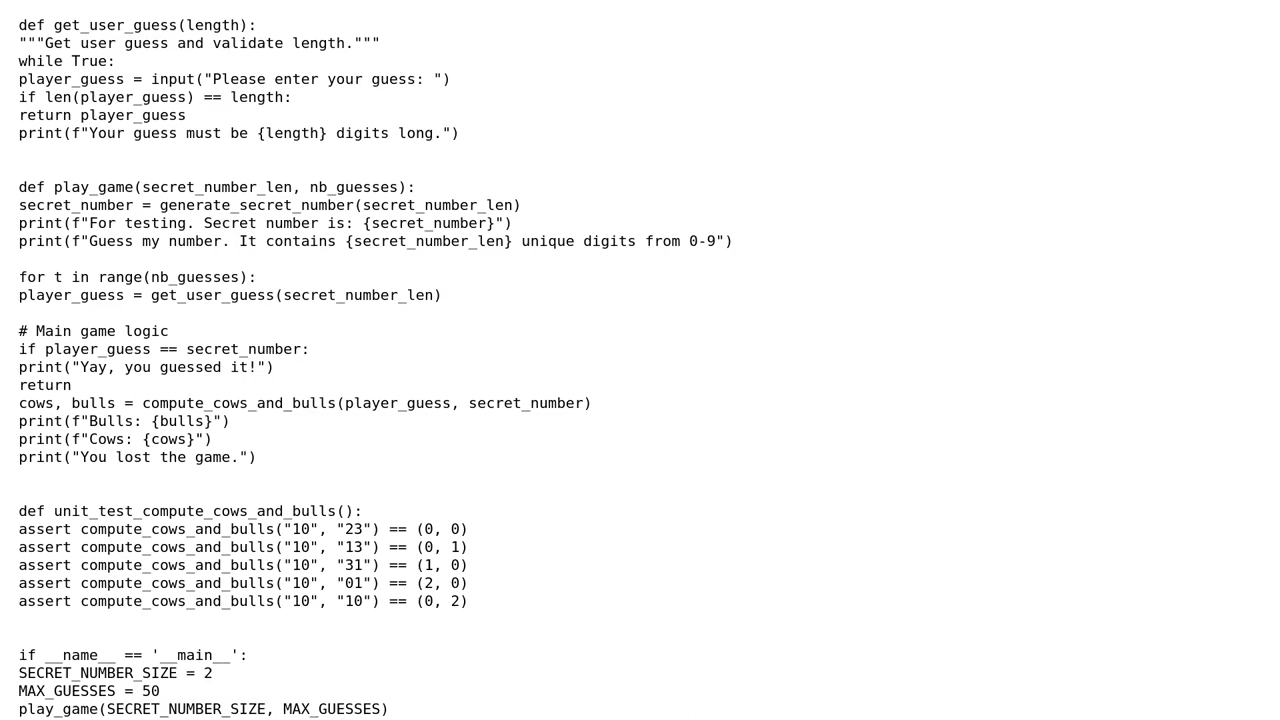 def get_user_guess(length):
"""Get user guess and validate length."""
while True:
player_guess = input("Please enter your guess: ")
if len(player_guess) == length:
return player_guess
print(f"Your guess must be {length} digits long.")
def play_game(secret_number_len, nb_guesses):
secret_number = generate_secret_number(secret_number_len)
print(f"For testing. Secret number is: {secret_number}")
print(f"Guess my number. It contains {secret_number_len} unique digits from 0-9")
for t in range(nb_guesses):
player_guess = get_user_guess(secret_number_len)
# Main game logic
if player_guess == secret_number:
print("Yay, you guessed it!")
return
cows, bulls = compute_cows_and_bulls(player_guess, secret_number)
print(f"Bulls: {bulls}")
print(f"Cows: {cows}")
print("You lost the game.")
def unit_test_compute_cows_and_bulls():
assert compute_cows_and_bulls("10", "23") == (0, 0)
assert compute_cows_and_bulls("10", "13") == (0, 1)
assert compute_cows_and_bulls("10", "31") == (1, 0)
assert compute_cows_and_bulls("10", "01") == (2, 0)
assert compute_cows_and_bulls("10", "10") == (0, 2)
if __name__ == '__main__':
SECRET_NUMBER_SIZE = 2
MAX_GUESSES = 50
play_game(SECRET_NUMBER_SIZE, MAX_GUESSES)